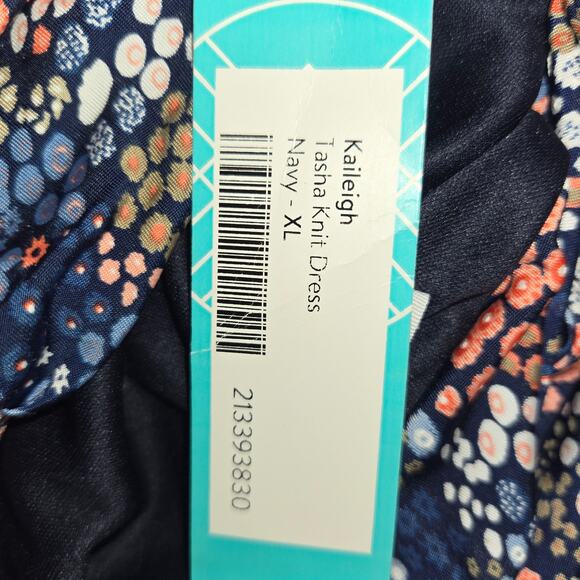 Kaileigh
Tasha Knit Dress
Navy - XL
213393830